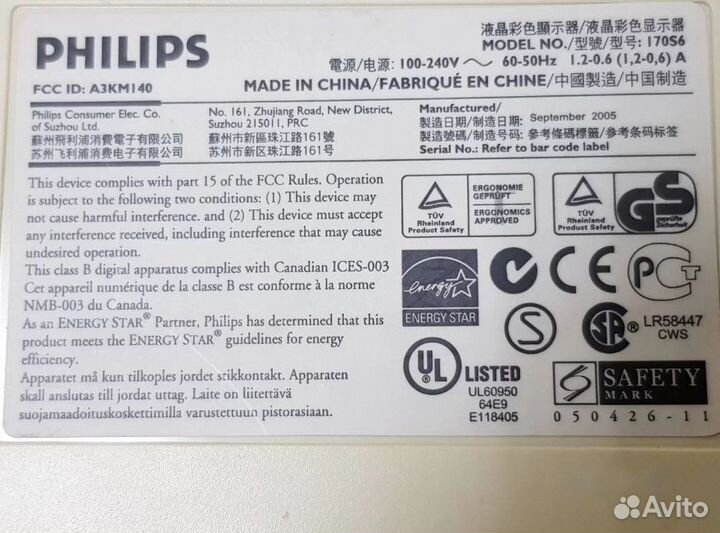 PHILIPS
FCC ID: A3KM140
液晶彩色顯示器/液晶彩色显示器
MODEL NO./型號/型号: 170S6
電源/电源: 100-240V ~ 60-50Hz 1.2-0.6 (1,2-0,6) A
MADE IN CHINA/FABRIQUÉ EN CHINE/中國製造/中国制造
Philips Consumer Elec. Co.
of Suzhou Ltd.
蘇州飛利浦消費電子有限公司
苏州飞利浦消费电子有限公司
No. 161, Zhujiang Road, New District,
Suzhou 215011, PRC
蘇州市新區珠江路161號
苏州市新区珠江路161号
Manufactured/
製造日期/制造日期: September 2005
製造號碼/制造号码: 參考條碼標籤/参考条码标签
Serial No.: Refer to bar code label
This device complies with part 15 of the FCC Rules. Operation
is subject to the following two conditions: (1) This device may
not cause harmful interference. and (2) This device must accept
any interference received, including interference that may cause
undesired operation.
This class B digital apparatus complies with Canadian ICES-003
Cet appareil numérique de la classe B est conforme à la norme
NMB-003 du Canada.
As an ENERGY STAR® Partner, Philips has determined that this
product meets the ENERGY STAR® guidelines for energy
efficiency.
Apparatet må kun tilkoples jordet stikkontakt. Apparaten
skall anslutas till jordat uttag. Laite on liitettävä
suojamaadoituskoskettimilla varustettuun pistorasiaan.
TÜV
Rheinland
Product Safety
ERGONOMIE
GEPRÜFT
ERGONOMICS
APPROVED
TÜV
Rheinland
Product Safety
GS
geprüfte
Sicherheit
energy
ENERGY STAR
N
CE
PCT
S
SA
LR58447
CWS
UL
LISTED
UL60950
64E9
E118405
S SAFETY
MARK
050426-11
Avito